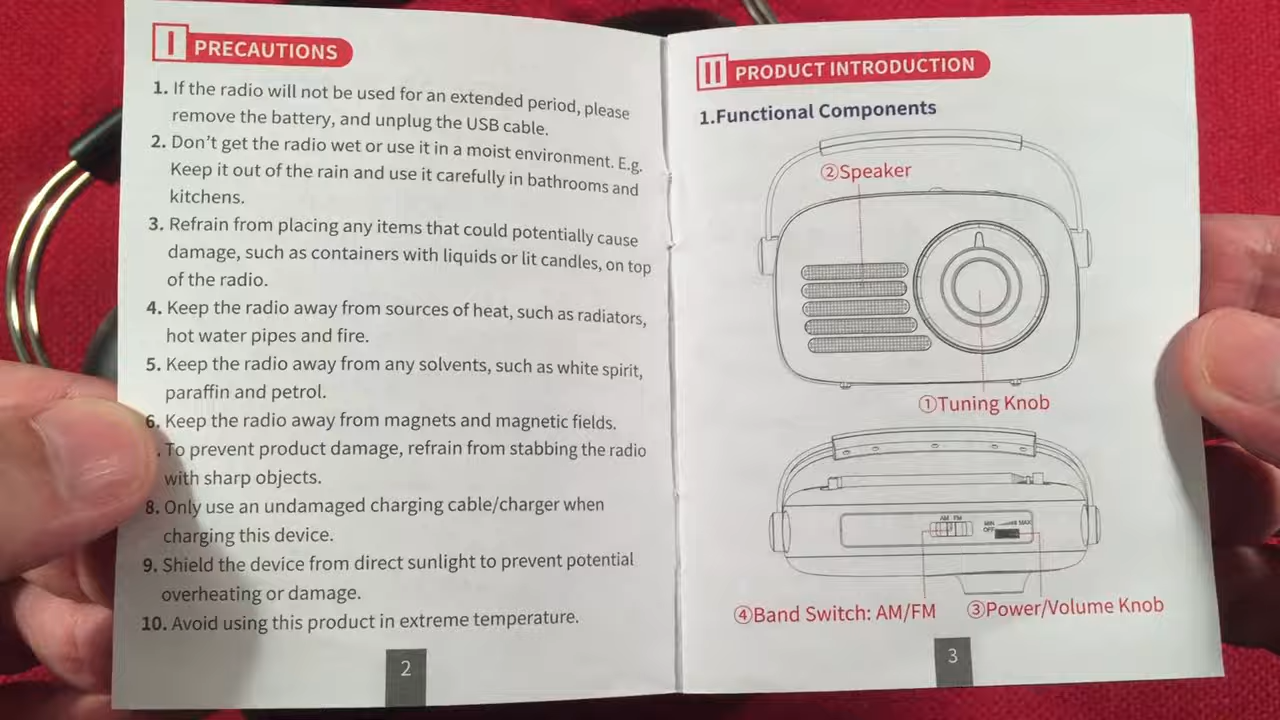 I PRECAUTIONS
1. If the radio will not be used for an extended period, please
remove the battery, and unplug the USB cable.
2. Don't get the radio wet or use it in a moist environment. E.g.
Keep it out of the rain and use it carefully in bathrooms and
kitchens.
3. Refrain from placing any items that could potentially cause
damage, such as containers with liquids or lit candles, on top
of the radio.
4. Keep the radio away from sources of heat, such as radiators,
hot water pipes and fire.
5. Keep the radio away from any solvents, such as white spirit,
paraffin and petrol.
6. Keep the radio away from magnets and magnetic fields.
. To prevent product damage, refrain from stabbing the radio
with sharp objects.
8. Only use an undamaged charging cable/charger when
charging this device.
9. Shield the device from direct sunlight to prevent potential
overheating or damage.
10. Avoid using this product in extreme temperature.
2
II PRODUCT INTRODUCTION
1.Functional Components
②Speaker
①Tuning Knob
AM FM
MIN MAX
OFF
④Band Switch: AM/FM
③Power/Volume Knob
3